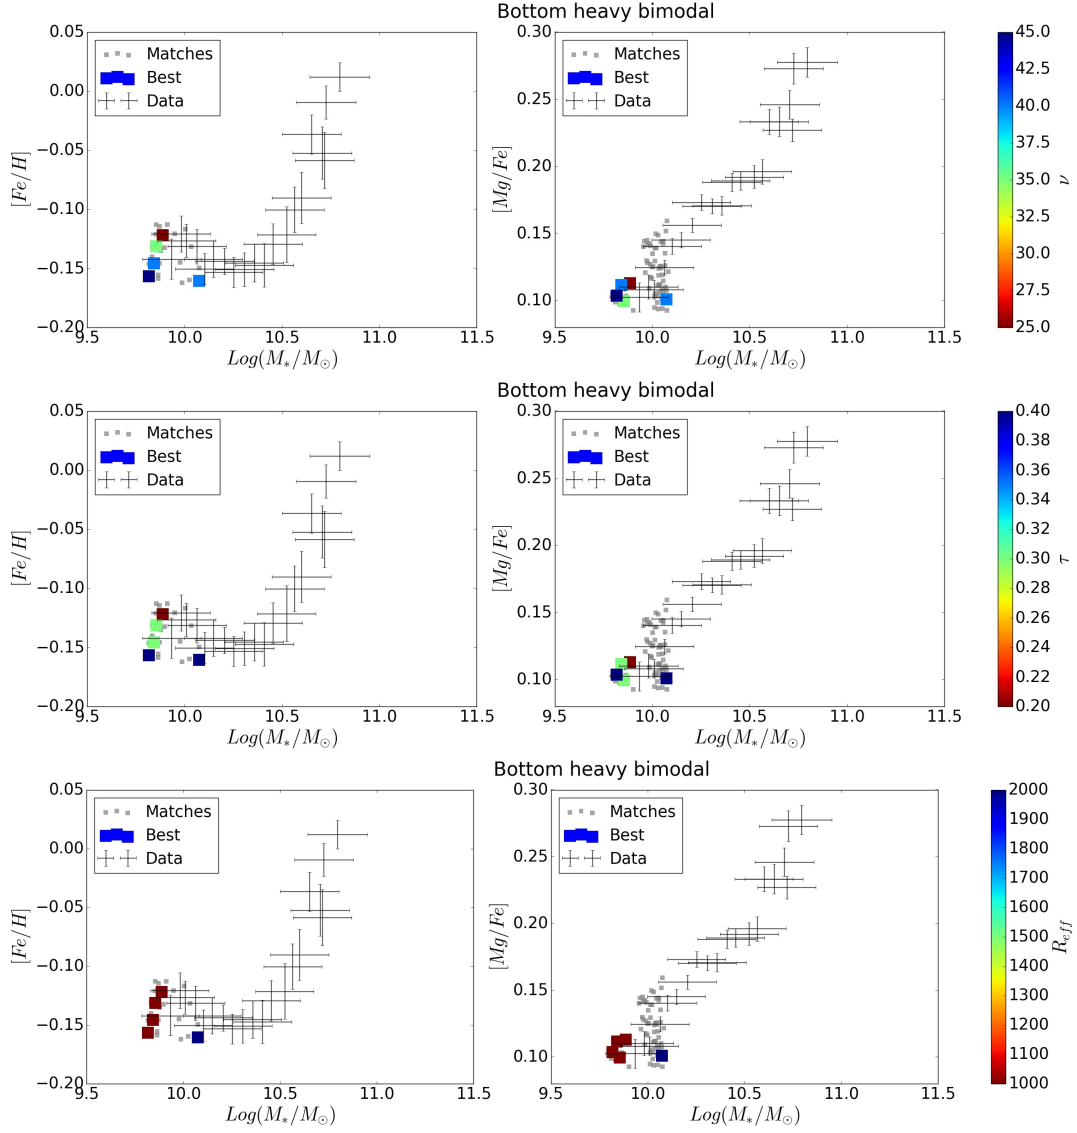 Bottom heavy bimodal
0.05
0.00
−0.05
−0.10
−0.15
−0.20
[Fe/H]
Matches
Best
Data
9.5 10.0 10.5 11.0 11.5
Log(M*/M⊙)
Bottom heavy bimodal
0.30
0.25
0.20
0.15
0.10
[Mg/Fe]
Matches
Best
Data
9.5 10.0 10.5 11.0 11.5
Log(M*/M⊙)
45.0
42.5
40.0
37.5
35.0
32.5
30.0
27.5
25.0
ν
0.05
0.00
−0.05
−0.10
−0.15
−0.20
[Fe/H]
Matches
Best
Data
9.5 10.0 10.5 11.0 11.5
Log(M*/M⊙)
Bottom heavy bimodal
0.30
0.25
0.20
0.15
0.10
[Mg/Fe]
Matches
Best
Data
9.5 10.0 10.5 11.0 11.5
Log(M*/M⊙)
0.40
0.38
0.36
0.34
0.32
0.30
0.28
0.26
0.24
0.22
0.20
τ
0.05
0.00
−0.05
−0.10
−0.15
−0.20
[Fe/H]
Matches
Best
Data
9.5 10.0 10.5 11.0 11.5
Log(M*/M⊙)
0.30
0.25
0.20
0.15
0.10
[Mg/Fe]
Matches
Best
Data
9.5 10.0 10.5 11.0 11.5
Log(M*/M⊙)
2000
1900
1800
1700
1600
1500
1400
1300
1200
1100
1000
R_eff